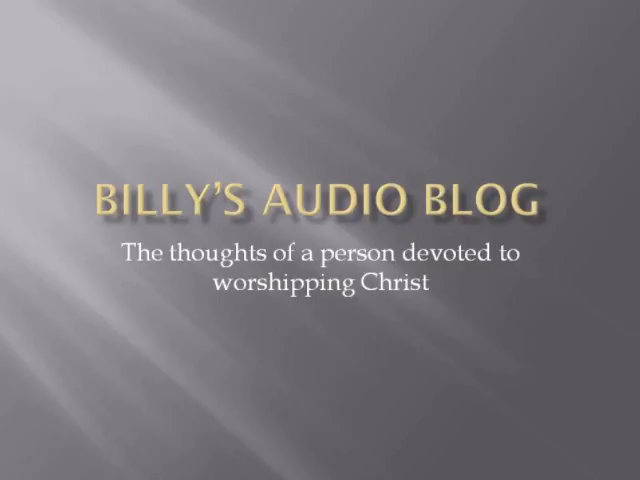 BILLY'S AUDIO BLOG
The thoughts of a person devoted to
worshipping Christ